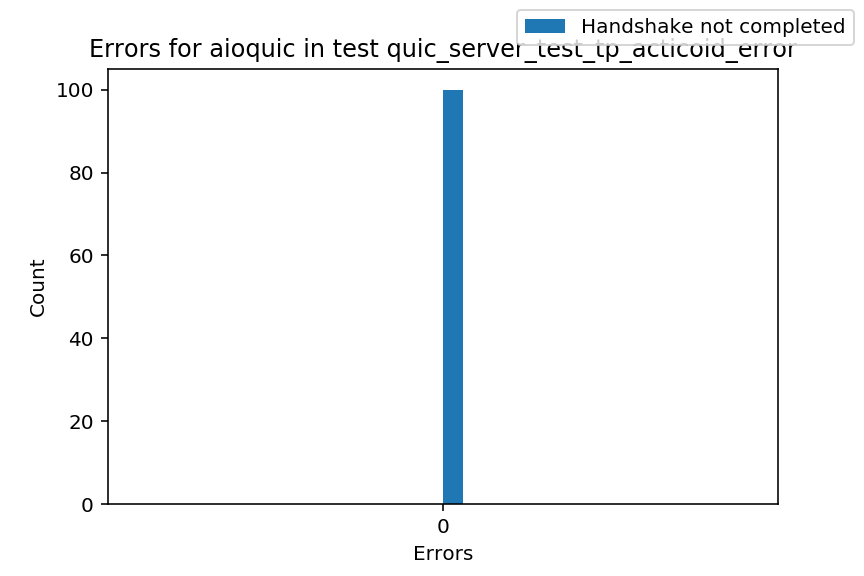 Handshake not completed
Errors for aioquic in test quic_server_test_tp_acticoid_error
100
80
60
40
20
0
Count
0
Errors